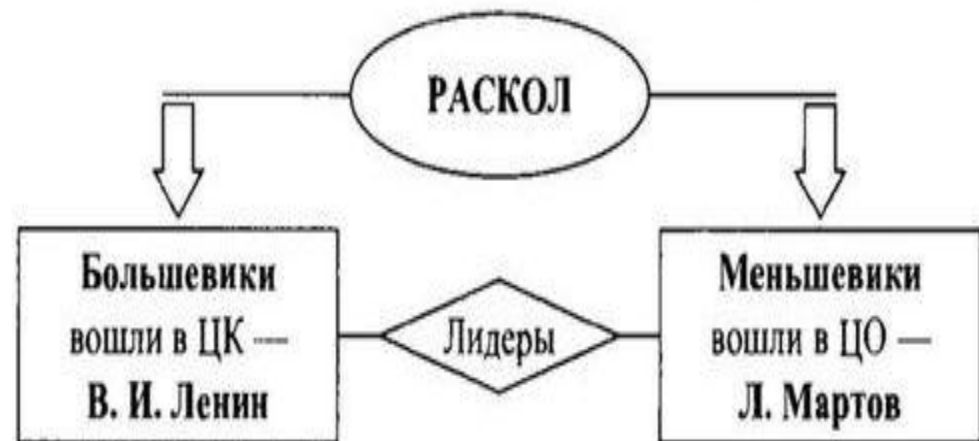 РАСКОЛ
Большевики
вошли в ЦК —
В. И. Ленин
Лидеры
Меньшевики
вошли в ЦО —
Л. Мартов